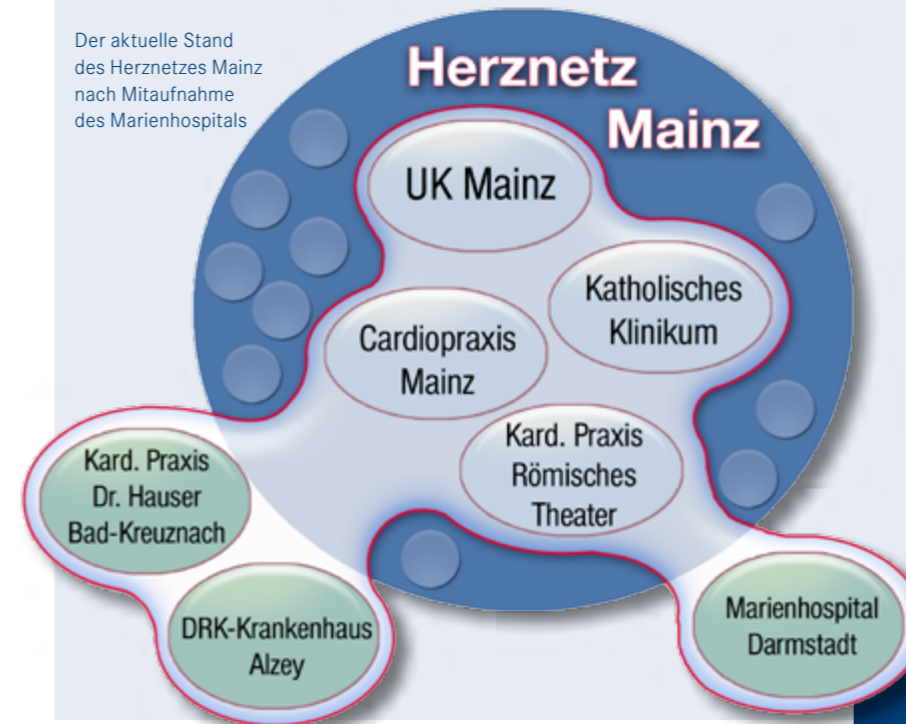 Der aktuelle Stand
des Herznetzes Mainz
nach Mitaufnahme
des Marienhospitals
Herznetz
Mainz
UK Mainz
Katholisches
Klinikum
Cardiopraxis
Mainz
Kard. Praxis
Römisches
Theater
Kard. Praxis
Dr. Hauser
Bad-Kreuznach
DRK-Krankenhaus
Alzey
Marienhospital
Darmstadt